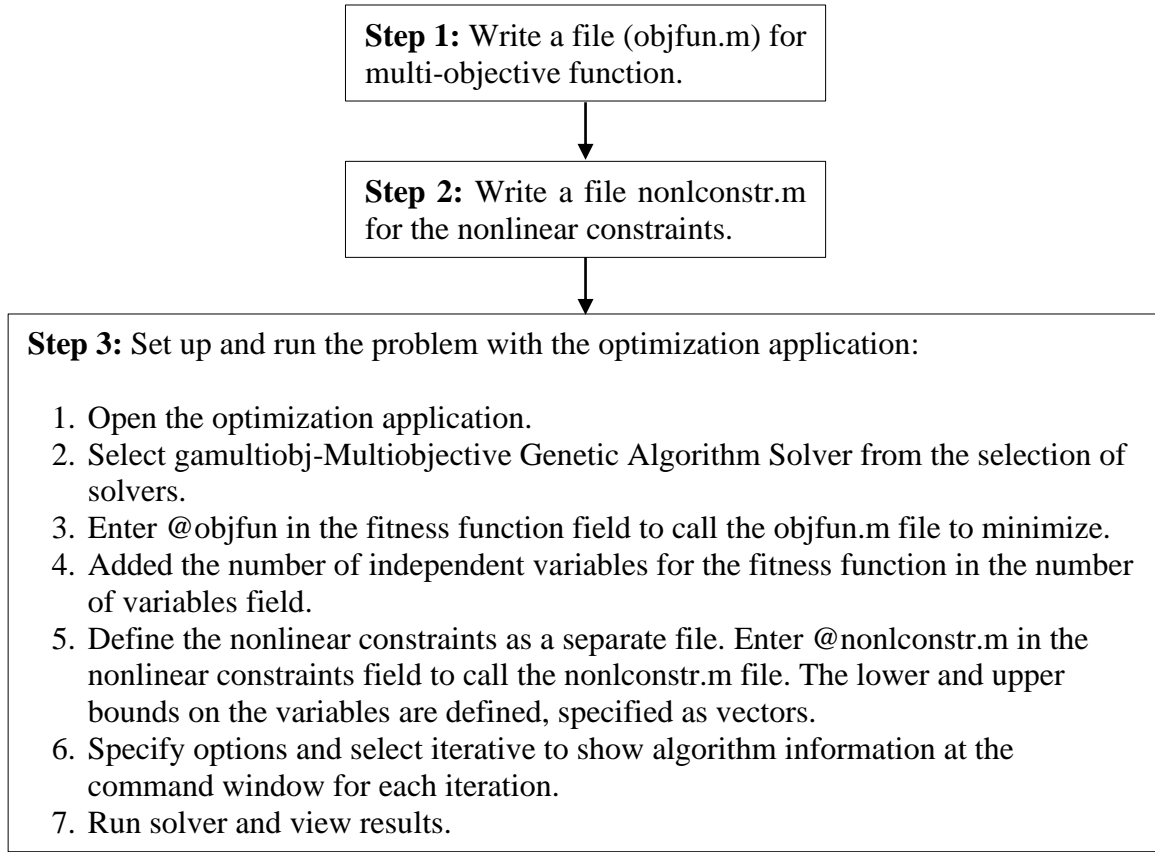 Step 1: Write a file (objfun.m) for
multi-objective function.
Step 2: Write a file nonlconstr.m
for the nonlinear constraints.
Step 3: Set up and run the problem with the optimization application:
1. Open the optimization application.
2. Select gamultiobj-Multiobjective Genetic Algorithm Solver from the selection of
solvers.
3. Enter @objfun in the fitness function field to call the objfun.m file to minimize.
4. Added the number of independent variables for the fitness function in the number
of variables field.
5. Define the nonlinear constraints as a separate file. Enter @nonlconstr.m in the
nonlinear constraints field to call the nonlconstr.m file. The lower and upper
bounds on the variables are defined, specified as vectors.
6. Specify options and select iterative to show algorithm information at the
command window for each iteration.
7. Run solver and view results.